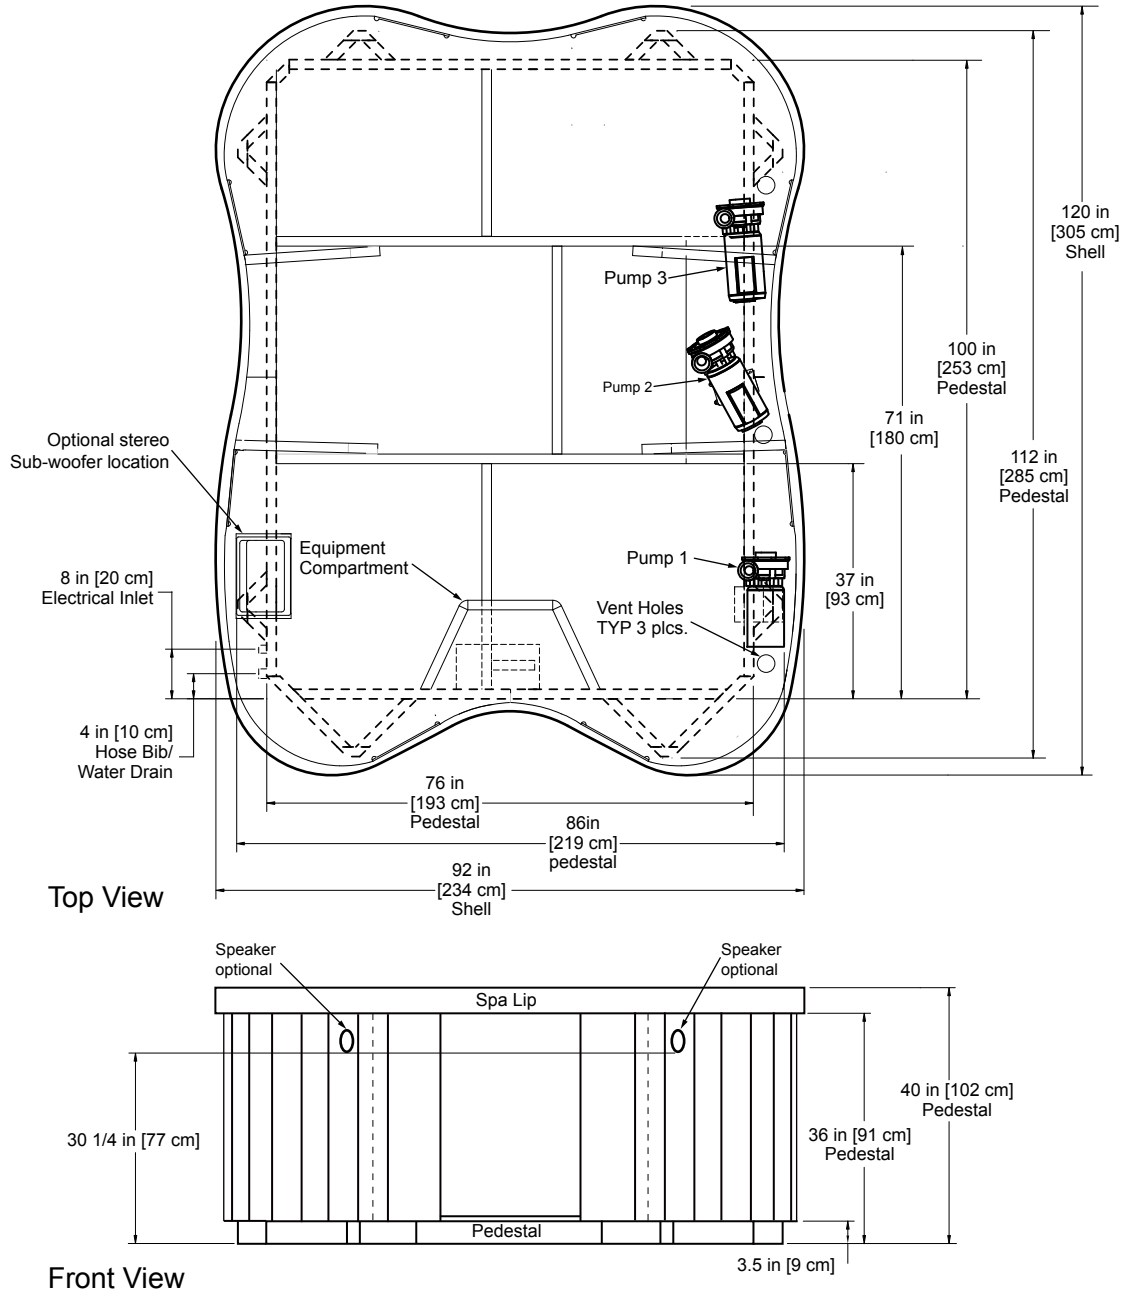 120 in
[305 cm]
Shell
Pump 3
100 in
[253 cm]
Pedestal
Pump 2
71 in
[180 cm]
Optional stereo
Sub-woofer location
112 in
[285 cm]
Pedestal
Equipment
Compartment
Pump 1
8 in [20 cm]
Electrical Inlet
37 in
[93 cm]
Vent Holes
TYP 3 plcs.
4 in [10 cm]
Hose Bib/
Water Drain
76 in
[193 cm]
Pedestal
86in
[219 cm]
pedestal
92 in
[234 cm]
Shell
Top View
Speaker
optional
Speaker
optional
Spa Lip
40 in [102 cm]
Pedestal
30 1/4 in [77 cm]
36 in [91 cm]
Pedestal
Pedestal
3.5 in [9 cm]
Front View